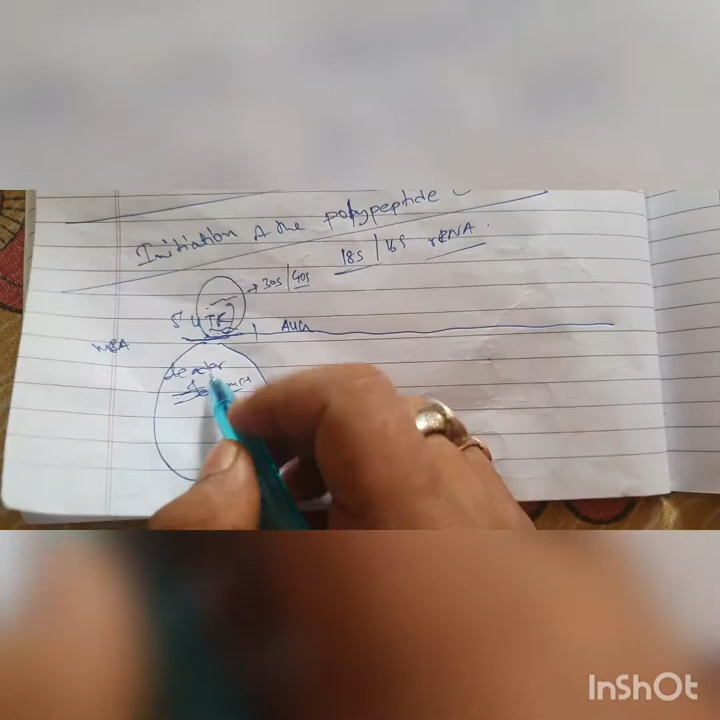 Initiation of the polypeptide
18S / 16S rRNA.
→ 30s/40s
5' UTR
AUG
mRNA
leader
InShOt